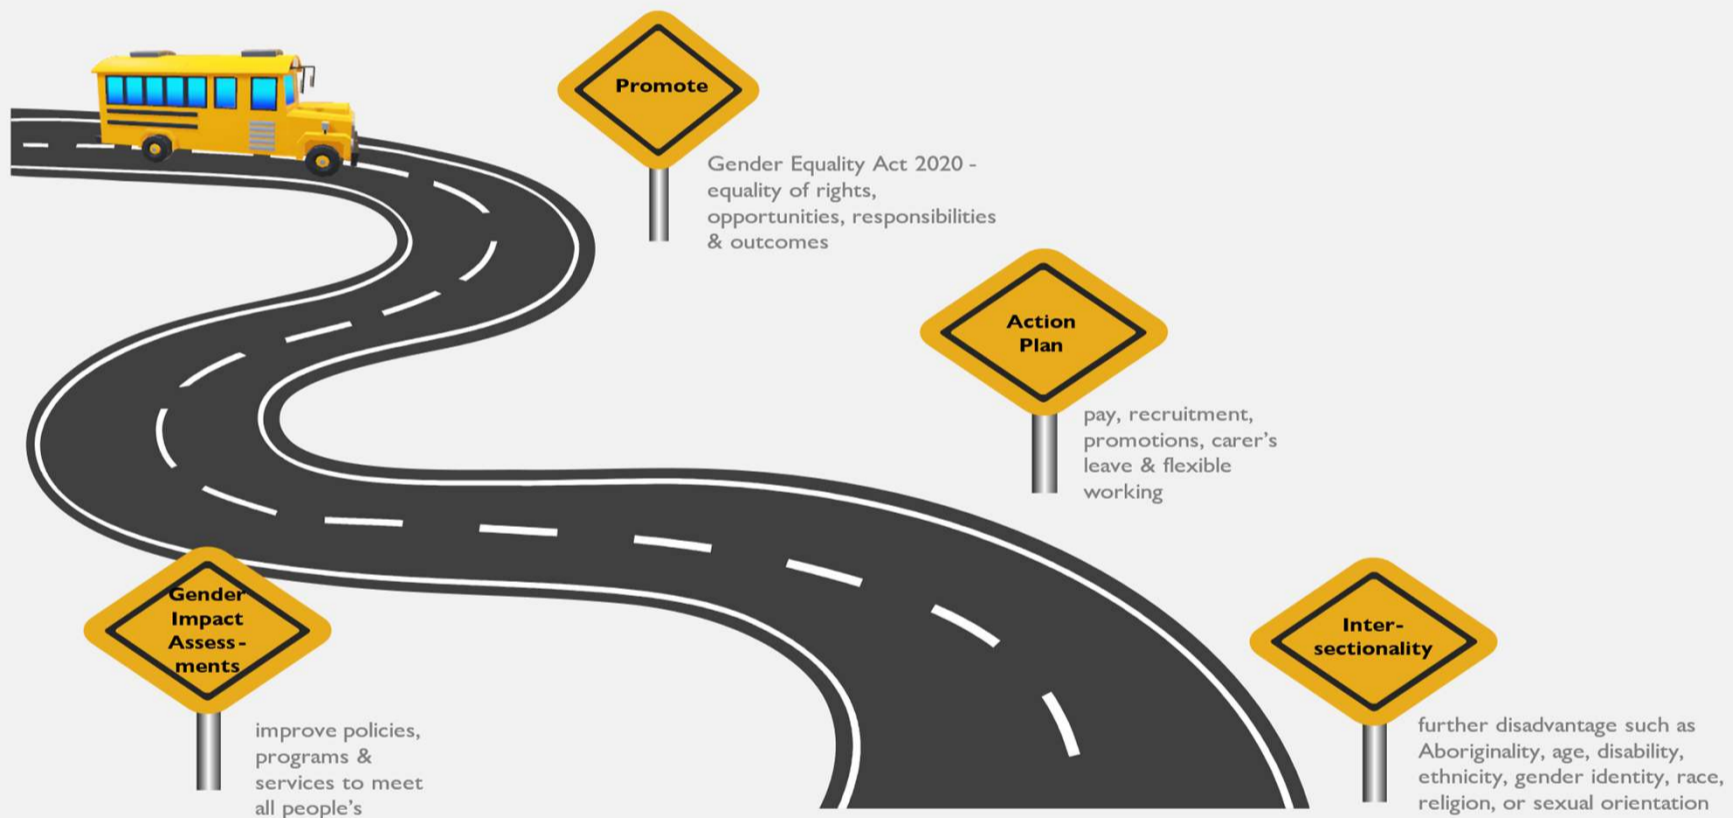 Promote
Gender Equality Act 2020 -
equality of rights,
opportunities, responsibilities
& outcomes
Action
Plan
pay, recruitment,
promotions, carer's
leave & flexible
working
Gender
Impact
Assess-
ments
improve policies,
programs &
services to meet
all people's
Inter-
sectionality
further disadvantage such as
Aboriginality, age, disability,
ethnicity, gender identity, race,
religion, or sexual orientation